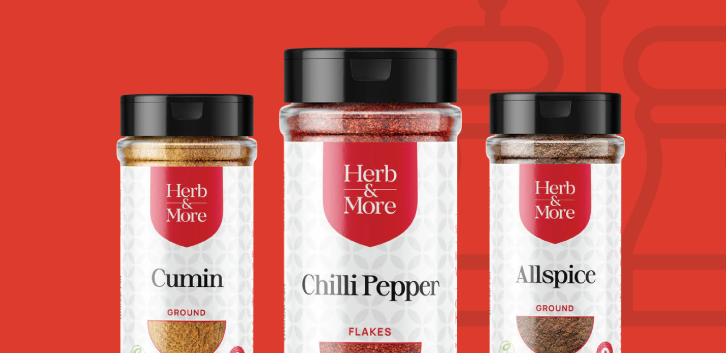 Herb
&
More
Cumin
GROUND
Herb
&
More
Chilli Pepper
FLAKES
Herb
&
More
Allspice
GROUND